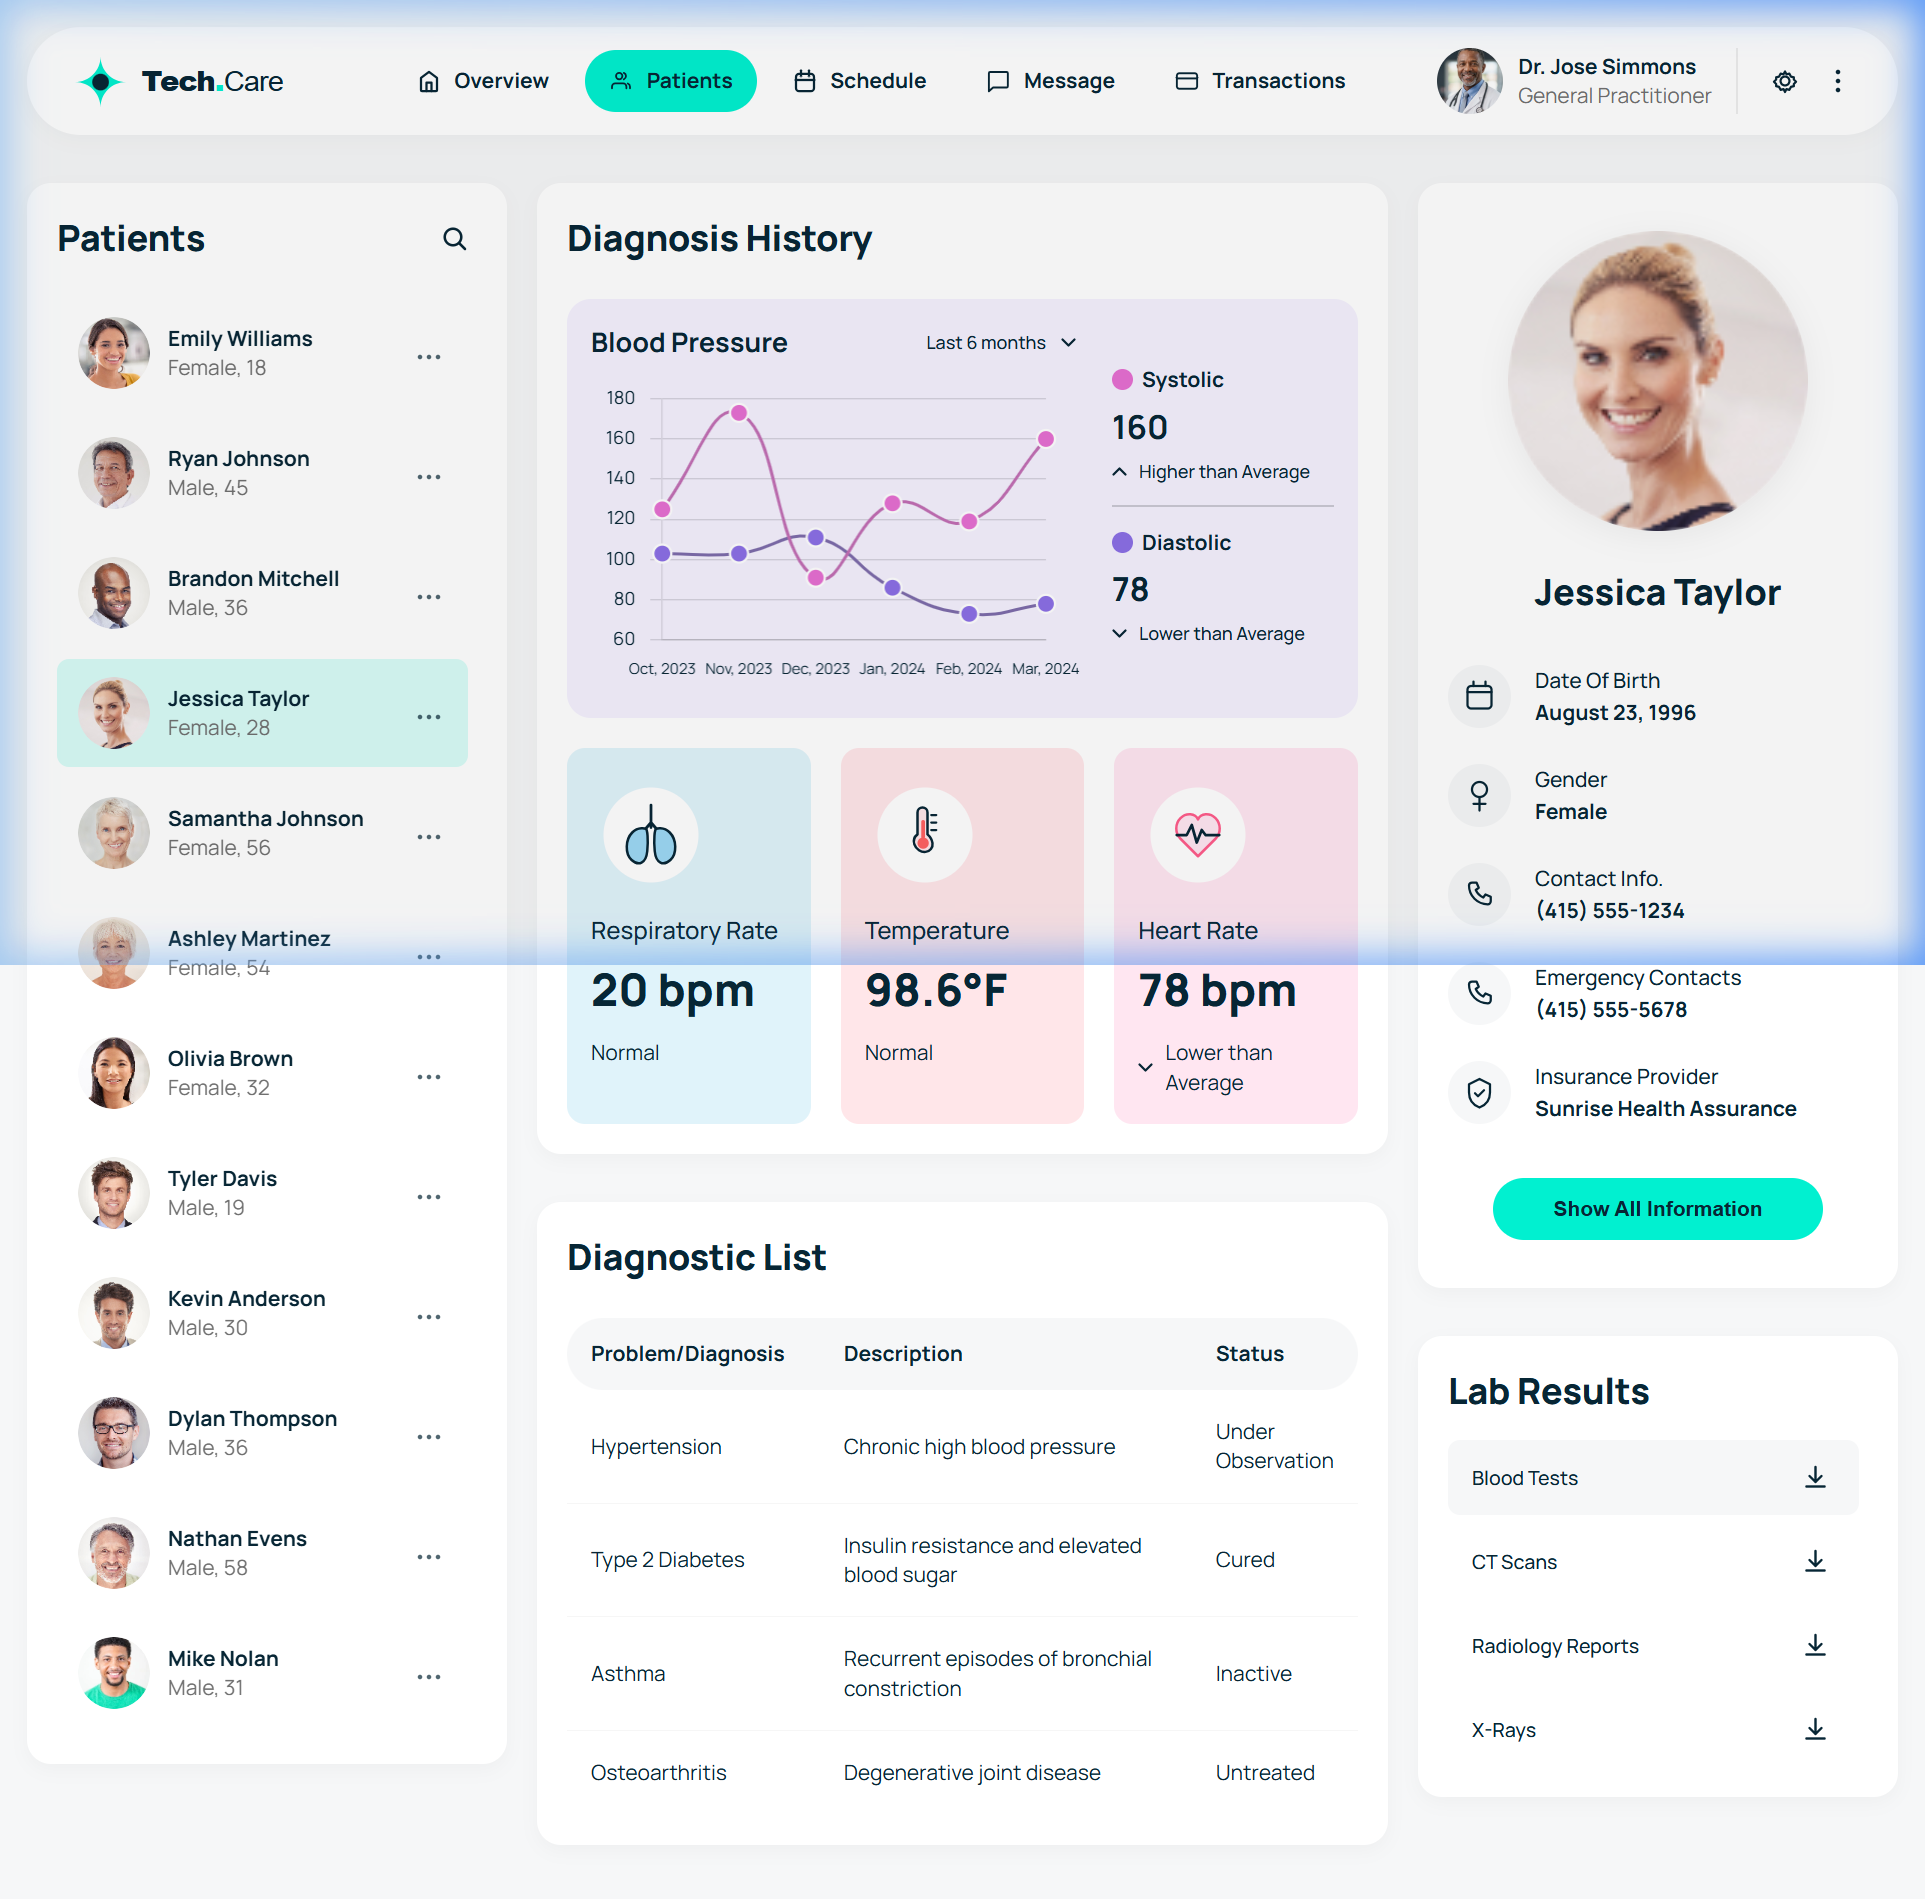 Tech.Care
Overview
Patients
Schedule
Message
Transactions
Dr. Jose Simmons
General Practitioner
Patients
Emily Williams
Female, 18
Ryan Johnson
Male, 45
Brandon Mitchell
Male, 36
Jessica Taylor
Female, 28
Samantha Johnson
Female, 56
Ashley Martinez
Female, 54
Olivia Brown
Female, 32
Tyler Davis
Male, 19
Kevin Anderson
Male, 30
Dylan Thompson
Male, 36
Nathan Evens
Male, 58
Mike Nolan
Male, 31
Diagnosis History
Blood Pressure
Last 6 months
180
160
140
120
100
80
60
Oct, 2023 Nov, 2023 Dec, 2023 Jan, 2024 Feb, 2024 Mar, 2024
Systolic
160
Higher than Average
Diastolic
78
Lower than Average
Respiratory Rate
20 bpm
Normal
Temperature
98.6°F
Normal
Heart Rate
78 bpm
Lower than
Average
Diagnostic List
Problem/Diagnosis Description Status
Hypertension
Chronic high blood pressure
Under
Observation
Type 2 Diabetes
Insulin resistance and elevated
blood sugar
Cured
Asthma
Recurrent episodes of bronchial
constriction
Inactive
Osteoarthritis
Degenerative joint disease
Untreated
Jessica Taylor
Date Of Birth
August 23, 1996
Gender
Female
Contact Info.
(415) 555-1234
Emergency Contacts
(415) 555-5678
Insurance Provider
Sunrise Health Assurance
Show All Information
Lab Results
Blood Tests
CT Scans
Radiology Reports
X-Rays